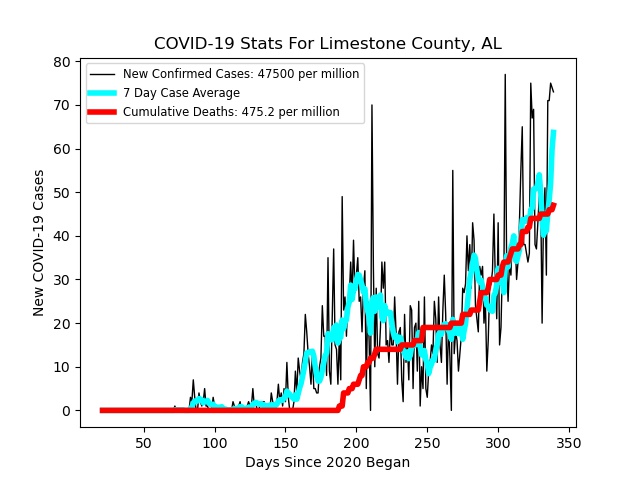 COVID-19 Stats For Limestone County, AL
New Confirmed Cases: 47500 per million
7 Day Case Average
Cumulative Deaths: 475.2 per million
New COVID-19 Cases
80
70
60
50
40
30
20
10
0
50 100 150 200 250 300 350
Days Since 2020 Began